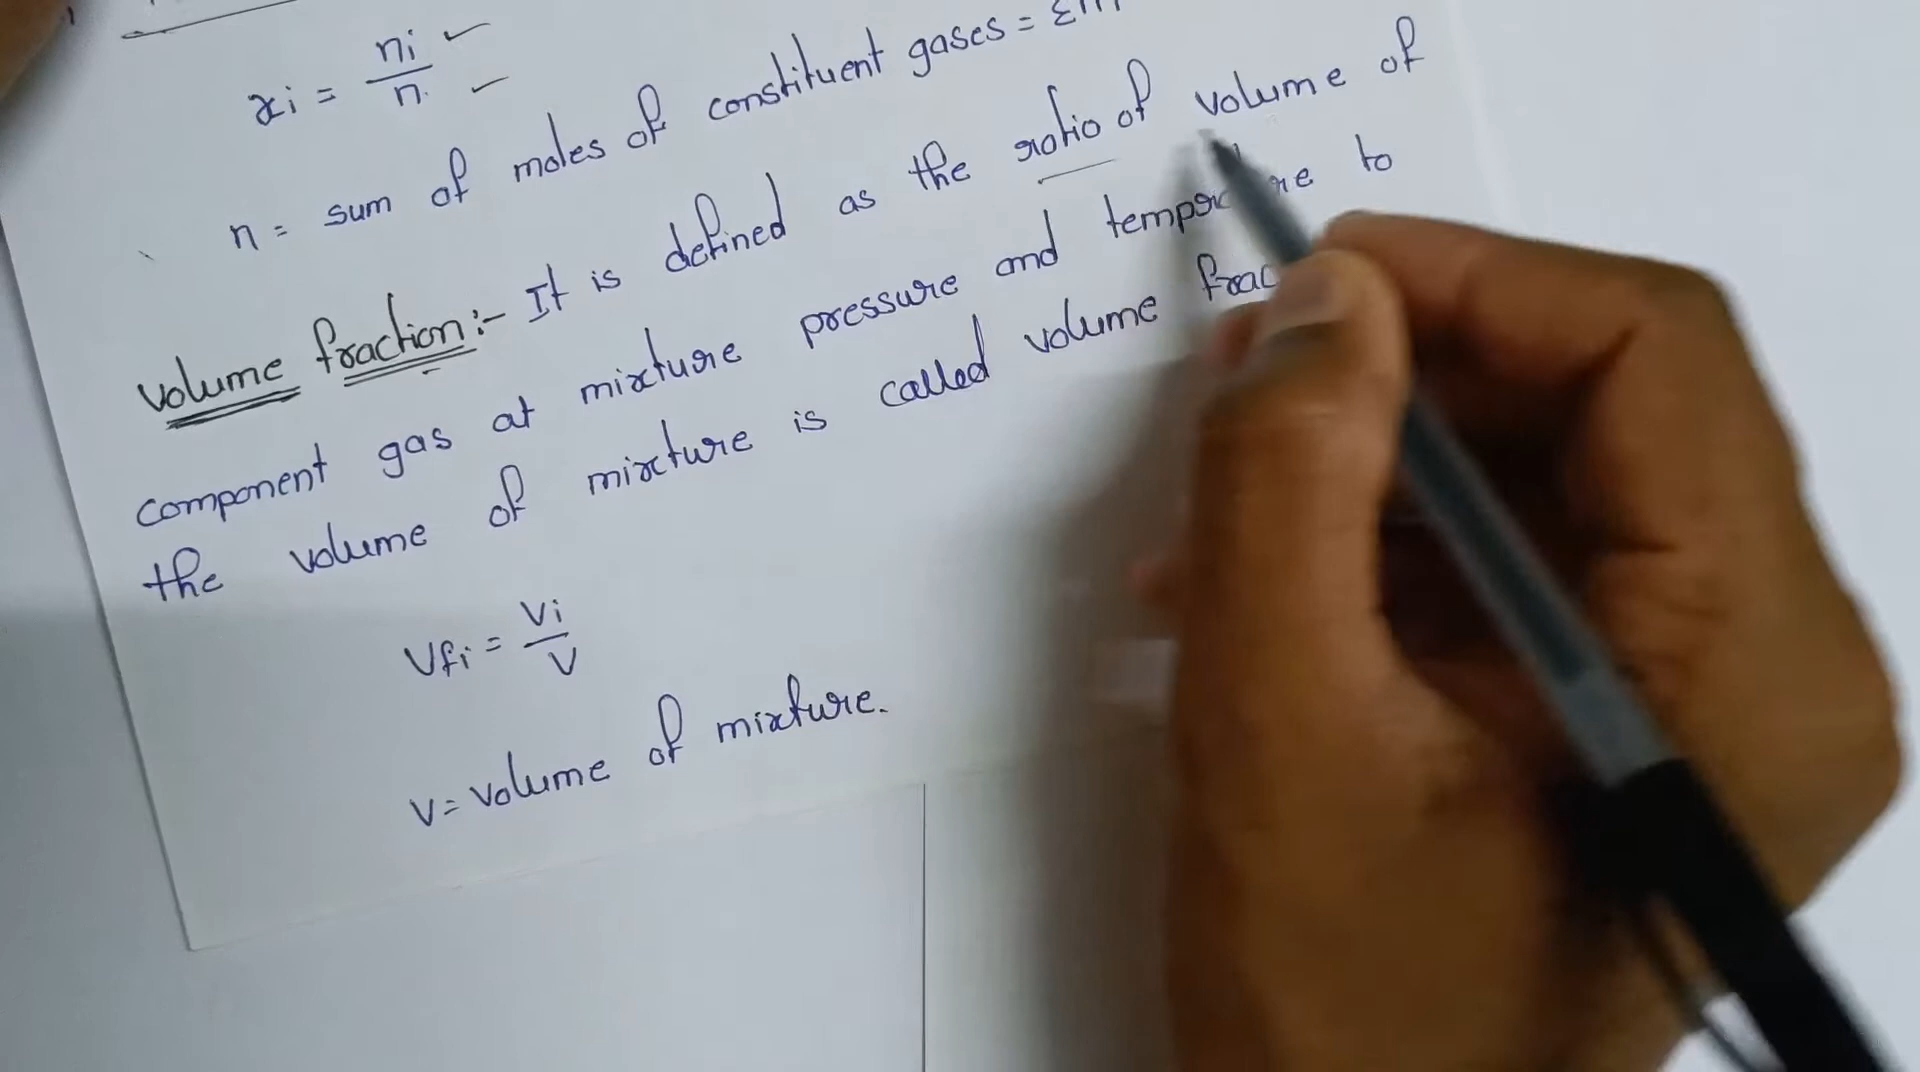 xi = ni/n
n = sum of moles of constituent gases =
volume fraction:- It is defined as the ratio of volume of
component gas at mixture pressure and to
the volume of mixture is called volume
Vfi = Vi/V
V = volume of mixture.